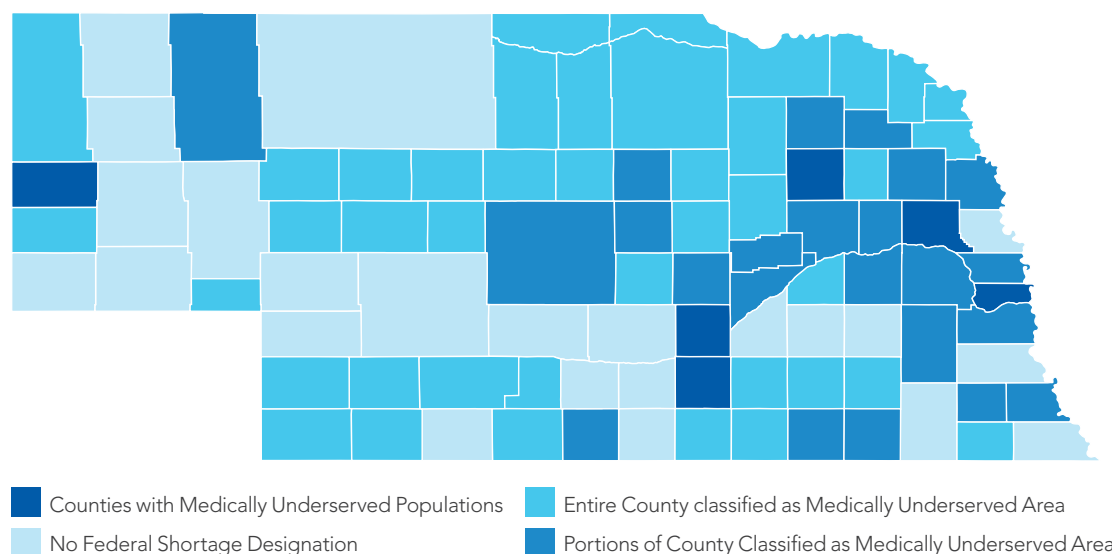 Counties with Medically Underserved Populations
Entire County classified as Medically Underserved Area
No Federal Shortage Designation
Portions of County Classified as Medically Underserved Area